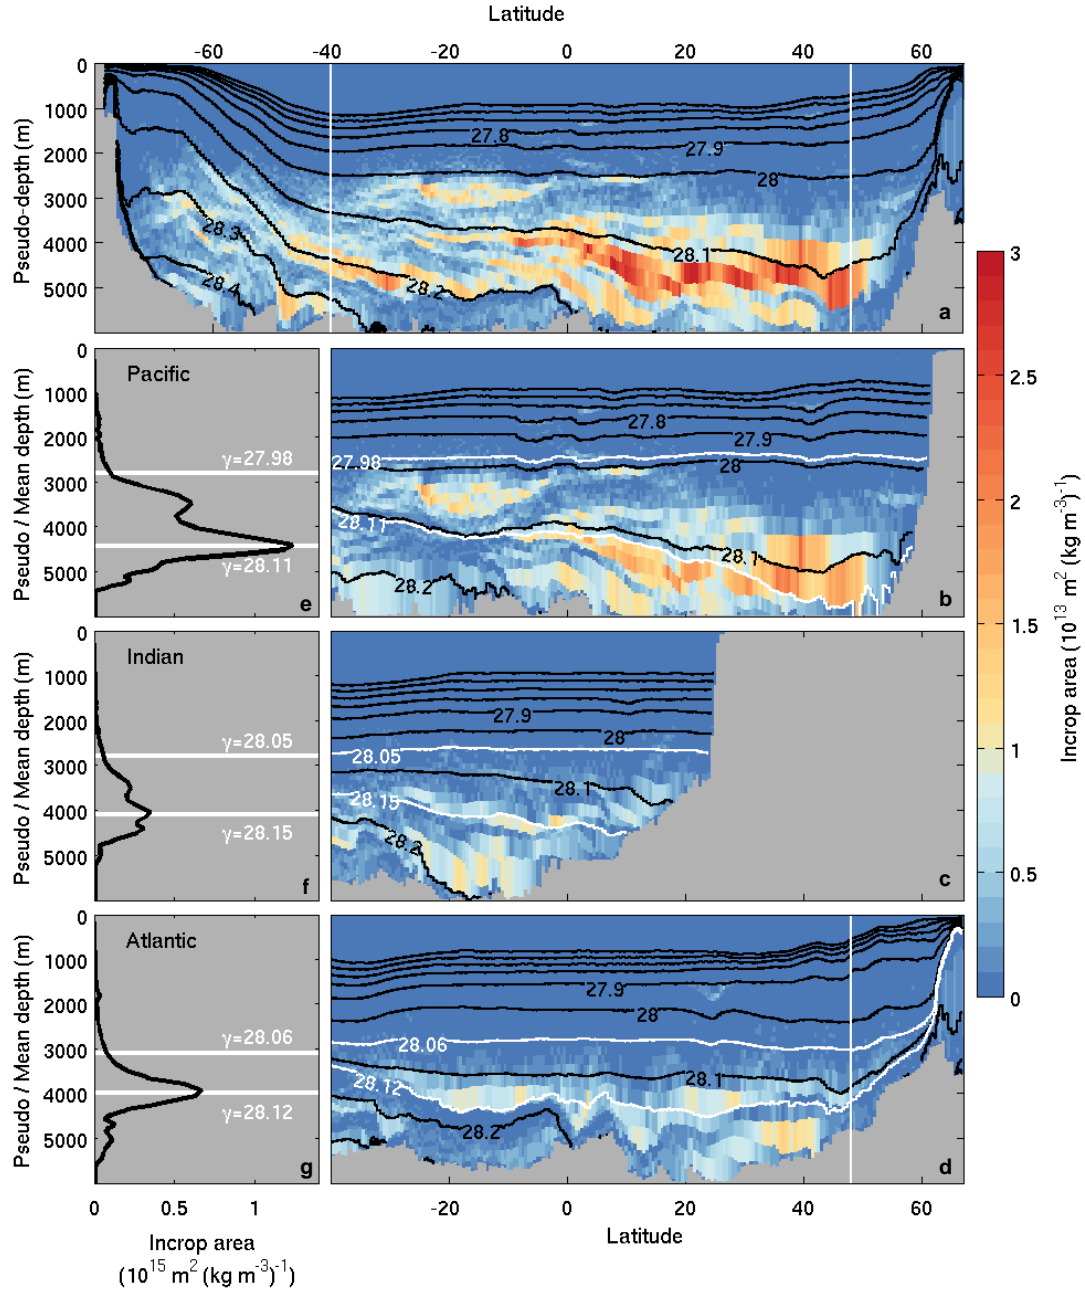 Latitude
-60 -40 -20 0 20 40 60
0
1000
2000
3000
4000
5000
Pseudo-depth (m)
27.8
27.9
28
28.1
28.2
28.3
28.4
a
0
1000
2000
3000
4000
5000
Pseudo / Mean depth (m)
Pacific
γ=27.98
γ=28.11
e
27.8
27.9
27.98
28
28.11
28.1
28.2
b
0
1000
2000
3000
4000
5000
Pseudo / Mean depth (m)
Indian
γ=28.05
γ=28.15
f
27.9
28
28.05
28.1
28.15
28.2
c
0
1000
2000
3000
4000
5000
Pseudo / Mean depth (m)
Atlantic
γ=28.06
γ=28.12
g
27.9
28
28.06
28.1
28.12
28.2
d
0 0.5 1
Incrop area
(10¹⁵ m² (kg m⁻³)⁻¹)
-20 0 20 40 60
Latitude
3
2.5
2
1.5
1
0.5
0
Incrop area (10¹³ m² (kg m⁻³)⁻¹)